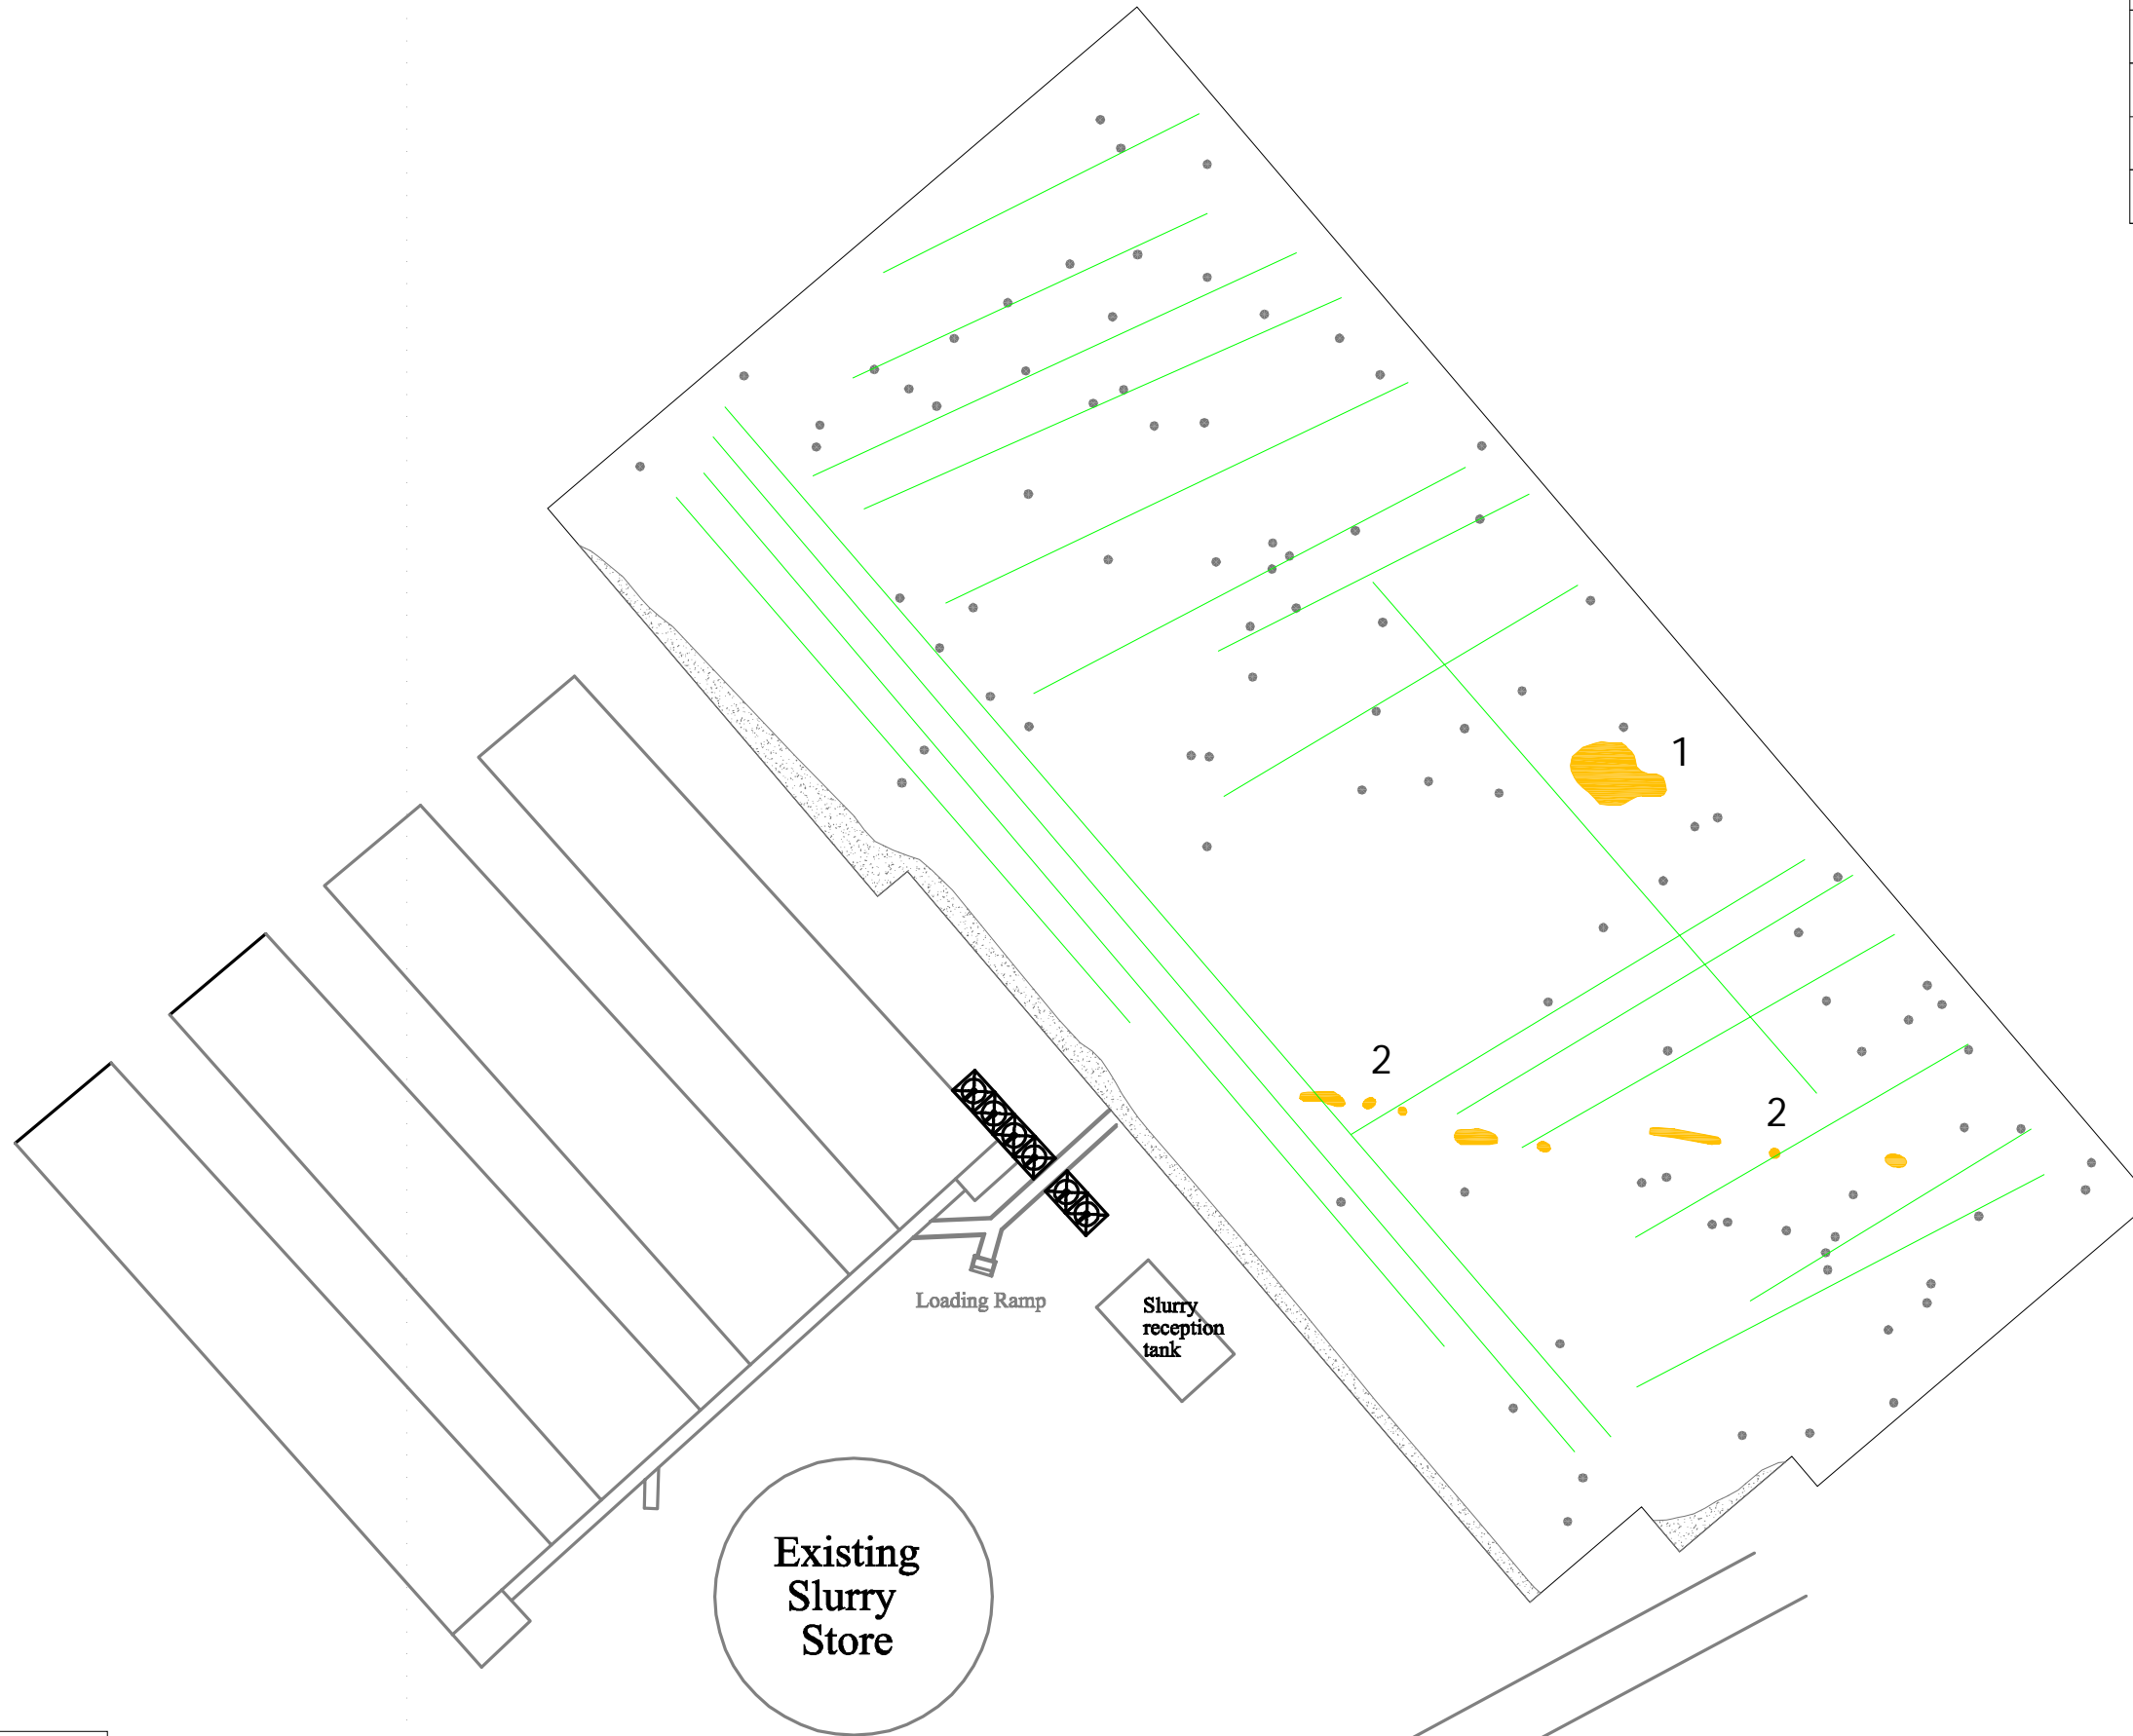 1
2
2
Loading Ramp
Slurry
reception
tank
Existing
Slurry
Store